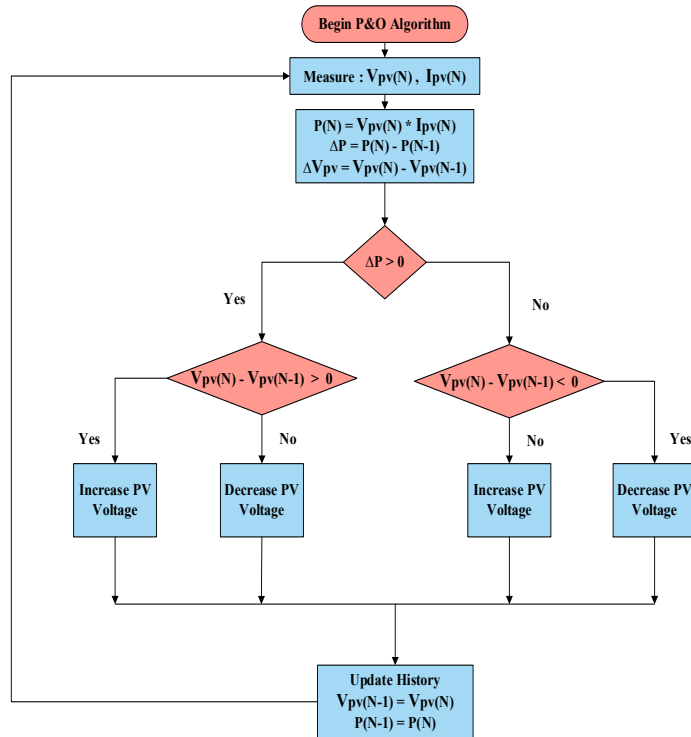 Begin P&O Algorithm
Measure : Vpv(N) , Ipv(N)
P(N) = Vpv(N) * Ipv(N)
ΔP = P(N) - P(N-1)
ΔVpv = Vpv(N) - Vpv(N-1)
ΔP > 0
Yes
No
Vpv(N) - Vpv(N-1) > 0
Vpv(N) - Vpv(N-1) < 0
Yes
No
No
Yes
Increase PV
Voltage
Decrease PV
Voltage
Increase PV
Voltage
Decrease PV
Voltage
Update History
Vpv(N-1) = Vpv(N)
P(N-1) = P(N)